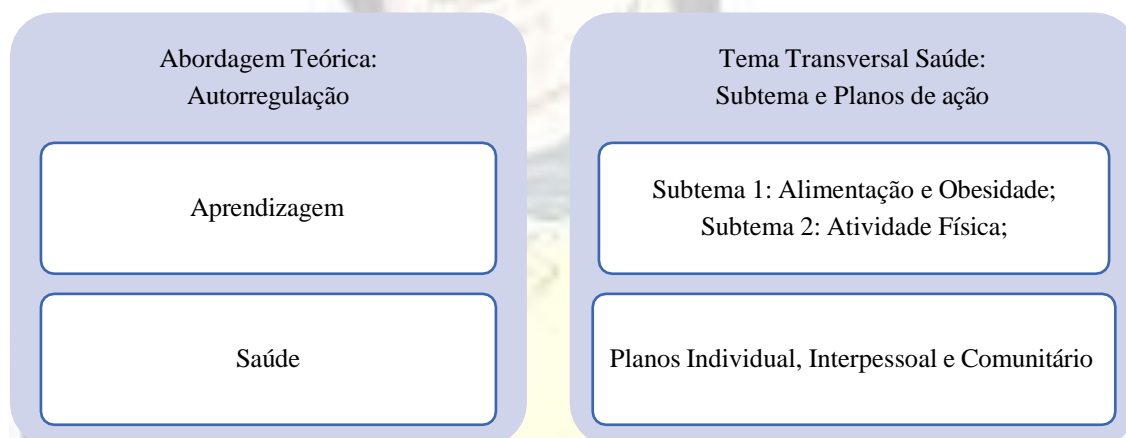 Abordagem Teórica:
Autorregulação
Aprendizagem
Saúde
Tema Transversal Saúde:
Subtema e Planos de ação
Subtema 1: Alimentação e Obesidade;
Subtema 2: Atividade Física;
Planos Individual, Interpessoal e Comunitário